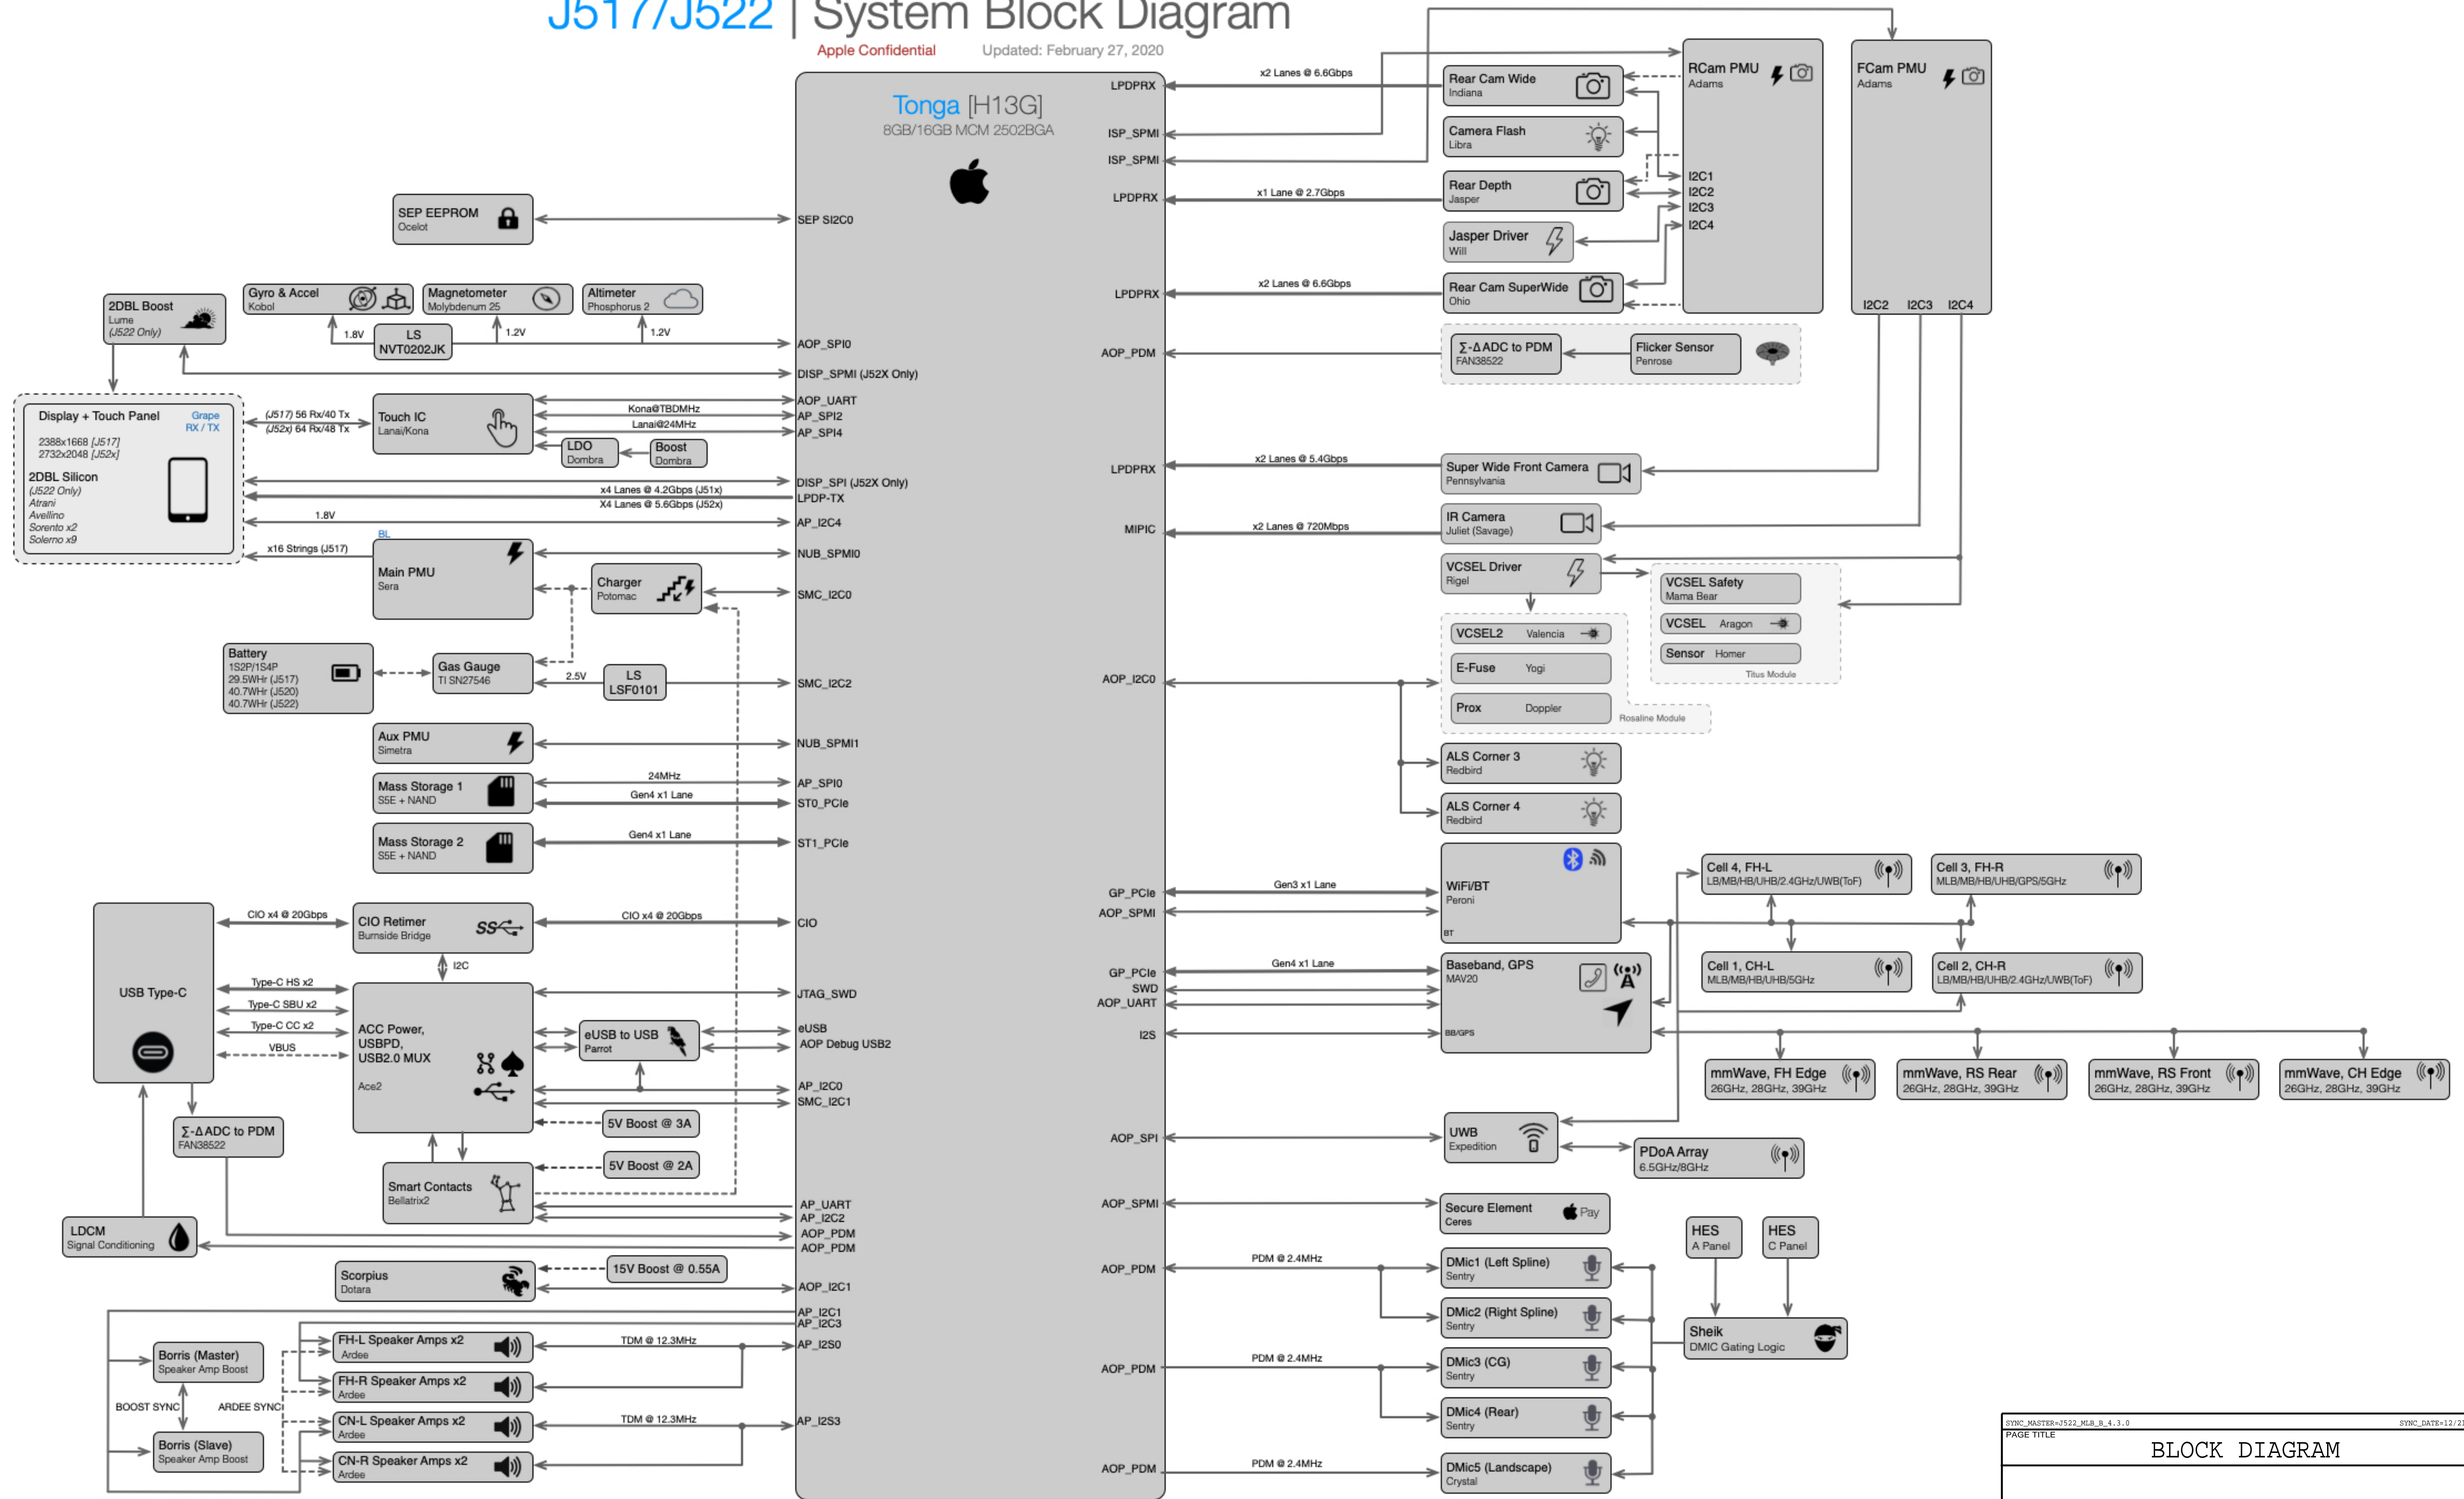 J517/J522 | System Block Diagram
Apple Confidential
Updated: February 27, 2020
Tonga [H13G]
8GB/16GB MCM 2502BGA
SEP EEPROM
Ocelot
SEP SI2C0
2DBL Boost
Lume
(J522 Only)
Gyro & Accel
Kobol
Magnetometer
Molybdenum 25
Altimeter
Phosphorus 2
1.8V
LS
NVT0202JK
1.2V
1.2V
AOP_SPI0
DISP_SPMI (J52X Only)
Display + Touch Panel
Grape
RX / TX
2388x1668 [J517]
2732x2048 [J52x]
2DBL Silicon
(J522 Only)
Atrani
Avellino
Sorento x2
Solerno x9
(J517) 56 Rx/40 Tx
(J52x) 64 Rx/48 Tx
Touch IC
Lanai/Kona
AOP_UART
Kona@TBDMHz
AP_SPI2
Lanai@24MHz
AP_SPI4
LDO
Dombra
Boost
Dombra
DISP_SPI (J52X Only)
x4 Lanes @ 4.2Gbps (J51x)
LPDP-TX
X4 Lanes @ 5.6Gbps (J52x)
1.8V
AP_I2C4
BL
x16 Strings (J517)
Main PMU
Sera
NUB_SPMI0
Charger
Potomac
SMC_I2C0
Battery
1S2P/1S4P
29.5WHr (J517)
40.7WHr (J520)
40.7WHr (J522)
Gas Gauge
TI SN27546
2.5V
LS
LSF0101
SMC_I2C2
Aux PMU
Simetra
NUB_SPMI1
Mass Storage 1
S5E + NAND
24MHz
AP_SPI0
Gen4 x1 Lane
ST0_PCIe
Mass Storage 2
S5E + NAND
Gen4 x1 Lane
ST1_PCIe
USB Type-C
CIO x4 @ 20Gbps
CIO Retimer
Burnside Bridge
SS
CIO x4 @ 20Gbps
CIO
I2C
Type-C HS x2
Type-C SBU x2
Type-C CC x2
VBUS
ACC Power,
USBPD,
USB2.0 MUX
Ace2
JTAG_SWD
eUSB to USB
Parrot
eUSB
AOP Debug USB2
AP_I2C0
SMC_I2C1
5V Boost @ 3A
5V Boost @ 2A
Σ-Δ ADC to PDM
FAN38522
Smart Contacts
Bellatrix2
AP_UART
AP_I2C2
AOP_PDM
AOP_PDM
LDCM
Signal Conditioning
Scorpius
Dotara
15V Boost @ 0.55A
AOP_I2C1
AP_I2C1
AP_I2C3
Borris (Master)
Speaker Amp Boost
BOOST SYNC
Borris (Slave)
Speaker Amp Boost
ARDEE SYNC
FH-L Speaker Amps x2
Ardee
TDM @ 12.3MHz
AP_I2S0
FH-R Speaker Amps x2
Ardee
CN-L Speaker Amps x2
Ardee
TDM @ 12.3MHz
AP_I2S3
CN-R Speaker Amps x2
Ardee
LPDPRX
x2 Lanes @ 6.6Gbps
Rear Cam Wide
Indiana
RCam PMU
Adams
FCam PMU
Adams
ISP_SPMI
Camera Flash
Libra
ISP_SPMI
LPDPRX
x1 Lane @ 2.7Gbps
Rear Depth
Jasper
I2C1
I2C2
I2C3
I2C4
Jasper Driver
Will
LPDPRX
x2 Lanes @ 6.6Gbps
Rear Cam SuperWide
Ohio
I2C2
I2C3
I2C4
AOP_PDM
Σ-Δ ADC to PDM
FAN38522
Flicker Sensor
Penrose
LPDPRX
x2 Lanes @ 5.4Gbps
Super Wide Front Camera
Pennsylvania
MIPIC
x2 Lanes @ 720Mbps
IR Camera
Juliet (Savage)
VCSEL Driver
Rigel
VCSEL Safety
Mama Bear
VCSEL Aragon
Sensor Homer
Titus Module
VCSEL2 Valencia
E-Fuse Yogi
Prox Doppler
Rosaline Module
AOP_I2C0
ALS Corner 3
Redbird
ALS Corner 4
Redbird
GP_PCIe
Gen3 x1 Lane
AOP_SPMI
WiFi/BT
Peroni
BT
Cell 4, FH-L
LB/MB/HB/UHB/2.4GHz/UWB(ToF)
Cell 3, FH-R
MLB/MB/HB/UHB/GPS/5GHz
Cell 1, CH-L
MLB/MB/HB/UHB/5GHz
Cell 2, CH-R
LB/MB/HB/UHB/2.4GHz/UWB(ToF)
GP_PCIe
Gen4 x1 Lane
SWD
AOP_UART
I2S
Baseband, GPS
MAV20
BB/GPS
mmWave, FH Edge
26GHz, 28GHz, 39GHz
mmWave, RS Rear
26GHz, 28GHz, 39GHz
mmWave, RS Front
26GHz, 28GHz, 39GHz
mmWave, CH Edge
26GHz, 28GHz, 39GHz
AOP_SPI
UWB
Expedition
PDoA Array
6.5GHz/8GHz
AOP_SPMI
Secure Element
Ceres
Pay
HES
A Panel
HES
C Panel
AOP_PDM
PDM @ 2.4MHz
DMic1 (Left Spline)
Sentry
DMic2 (Right Spline)
Sentry
Sheik
DMIC Gating Logic
AOP_PDM
PDM @ 2.4MHz
DMic3 (CG)
Sentry
DMic4 (Rear)
Sentry
AOP_PDM
PDM @ 2.4MHz
DMic5 (Landscape)
Crystal
SYNC_MASTER=J522_MLB_B_4.3.0
SYNC_DATE=12/21
PAGE TITLE
BLOCK DIAGRAM